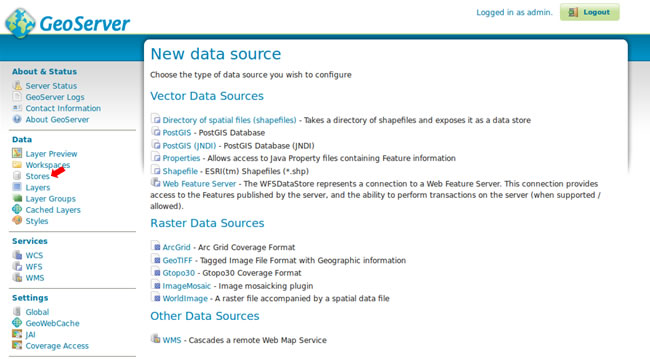 GeoServer
Logged in as admin.
Logout
About & Status
Server Status
GeoServer Logs
Contact Information
About GeoServer
Data
Layer Preview
Workspaces
Stores
Layers
Layer Groups
Cached Layers
Styles
Services
WCS
WFS
WMS
Settings
Global
GeoWebCache
JAI
Coverage Access
New data source
Choose the type of data source you wish to configure
Vector Data Sources
Directory of spatial files (shapefiles) - Takes a directory of shapefiles and exposes it as a data store
PostGIS - PostGIS Database
PostGIS (JNDI) - PostGIS Database (JNDI)
Properties - Allows access to Java Property files containing Feature information
Shapefile - ESRI(tm) Shapefiles (*.shp)
Web Feature Server - The WFSDataStore represents a connection to a Web Feature Server. This connection provides
access to the Features published by the server, and the ability to perform transactions on the server (when supported /
allowed).
Raster Data Sources
ArcGrid - Arc Grid Coverage Format
GeoTIFF - Tagged Image File Format with Geographic information
Gtopo30 - Gtopo30 Coverage Format
ImageMosaic - Image mosaicking plugin
WorldImage - A raster file accompanied by a spatial data file
Other Data Sources
WMS - Cascades a remote Web Map Service